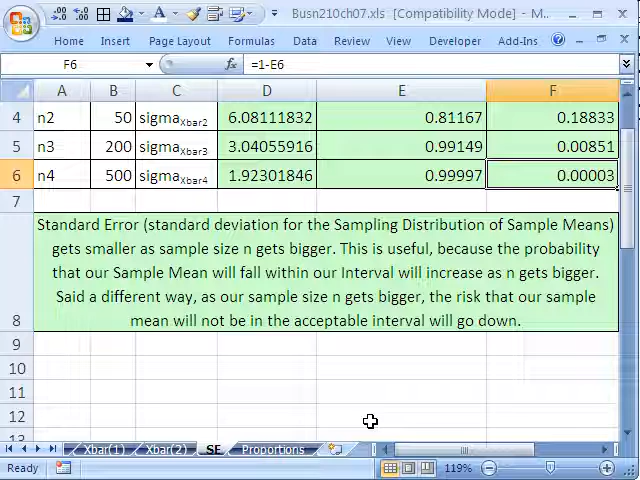 Busn210ch07.xls [Compatibility Mode] - M...
Home Insert Page Layout Formulas Data Review View Developer Add-Ins
F6 fx =1-E6
A B C D E F
4 n2 50 sigmaXbar2 6.08111832 0.81167 0.18833
5 n3 200 sigmaXbar3 3.04055916 0.99149 0.00851
6 n4 500 sigmaXbar4 1.92301846 0.99997 0.00003
7
Standard Error (standard deviation for the Sampling Distribution of Sample Means)
gets smaller as sample size n gets bigger. This is useful, because the probability
that our Sample Mean will fall within our Interval will increase as n gets bigger.
Said a different way, as our sample size n gets bigger, the risk that our sample
8 mean will not be in the acceptable interval will go down.
9
10
11
12
13
Xbar(1) Xbar(2) SE Proportions
Ready 119%